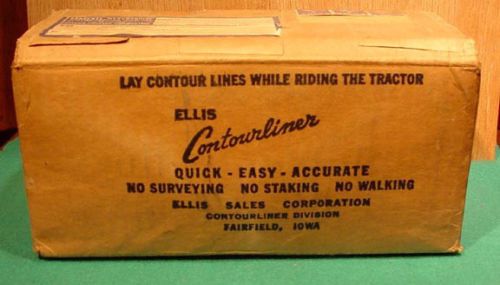 LAY CONTOUR LINES WHILE RIDING THE TRACTOR
ELLIS
Contourliner
QUICK - EASY - ACCURATE
NO SURVEYING NO STAKING NO WALKING
ELLIS SALES CORPORATION
CONTOURLINER DIVISION
FAIRFIELD, IOWA